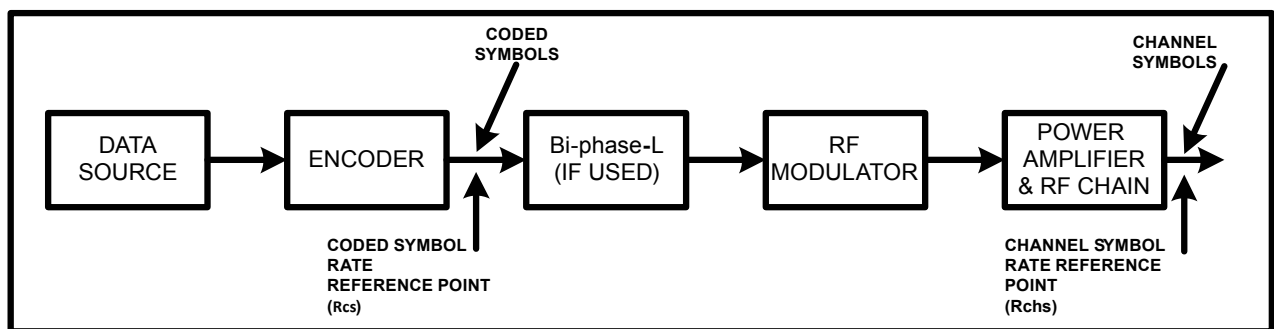 CODED
SYMBOLS
CHANNEL
SYMBOLS
DATA
SOURCE
ENCODER
Bi-phase-L
(IF USED)
RF
MODULATOR
POWER
AMPLIFIER
& RF CHAIN
CODED SYMBOL
RATE
REFERENCE POINT
(Rcs)
CHANNEL SYMBOL
RATE REFERENCE
POINT
(Rchs)